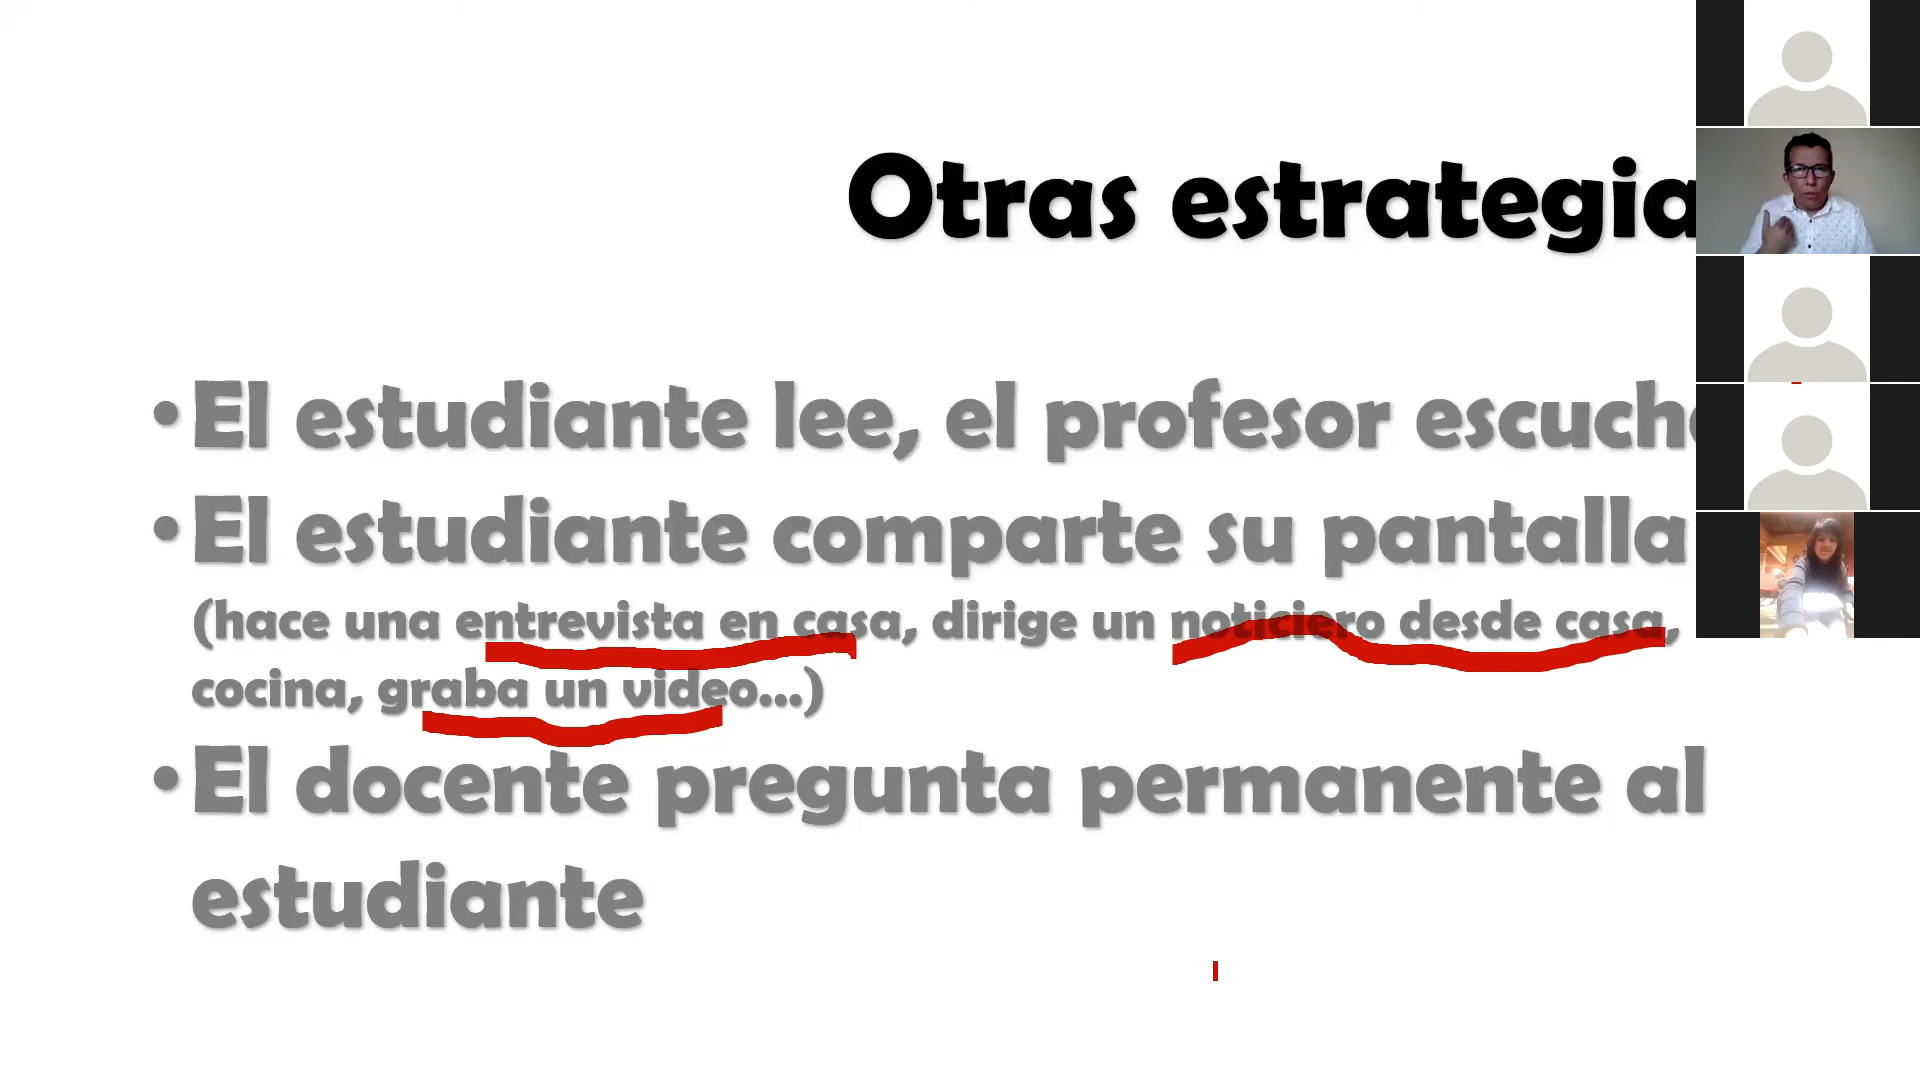 Otras estrategia
• El estudiante lee, el profesor escuch
• El estudiante comparte su pantalla
(hace una entrevista en casa, dirige un noticiero desde casa,
cocina, graba un video...)
• El docente pregunta permanente al
estudiante